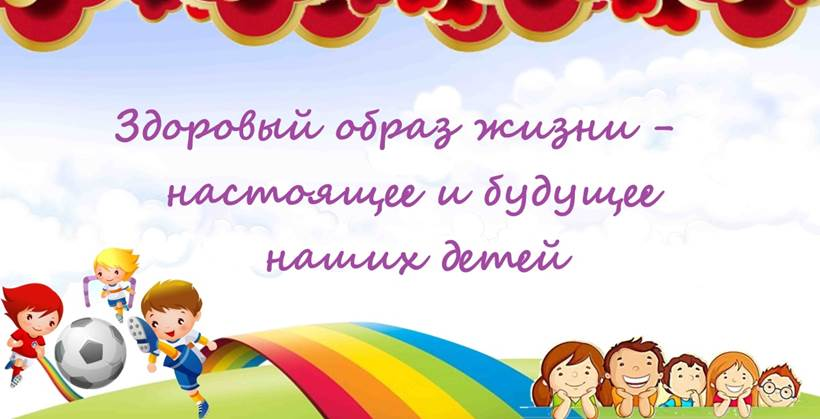 Здоровый образ жизни -
настоящее и будущее
наших детей